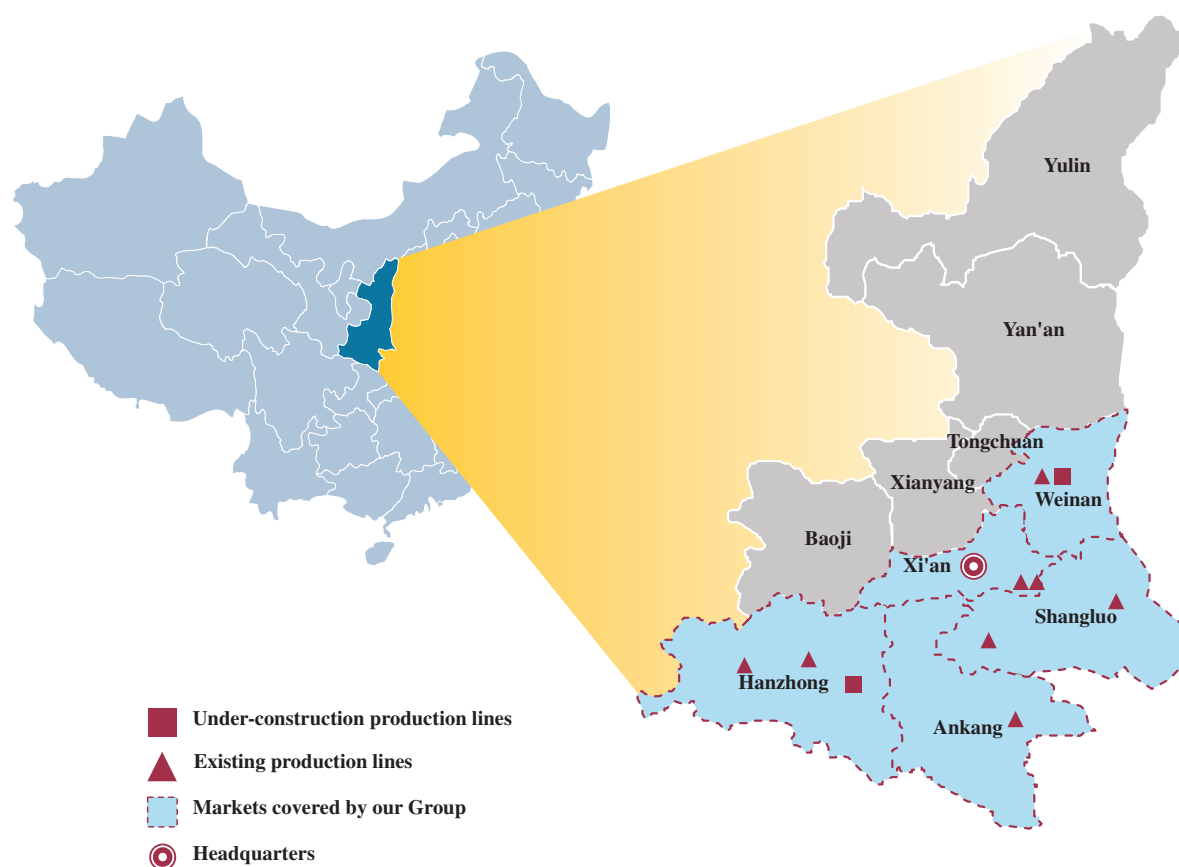 Yulin
Yan'an
Tongchuan
Xianyang
Weinan
Baoji
Xi'an
Shangluo
Hanzhong
Ankang
Under-construction production lines
Existing production lines
Markets covered by our Group
Headquarters